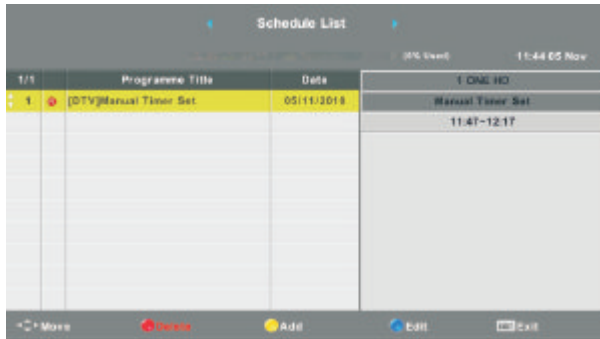 Schedule List
(6% Used)
11:44 05 Nov
1/1 Programme Title Date 1 ONE HD
1 [DTV]Manual Timer Set 05/11/2018 Manual Timer Set
11:47~12:17
Move Delete Add Edit Exit